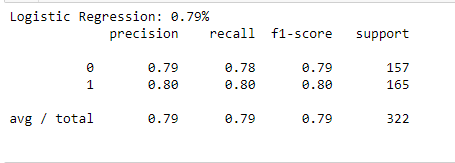 Logistic Regression: 0.79%
precision recall f1-score support
0 0.79 0.78 0.79 157
1 0.80 0.80 0.80 165
avg / total 0.79 0.79 0.79 322